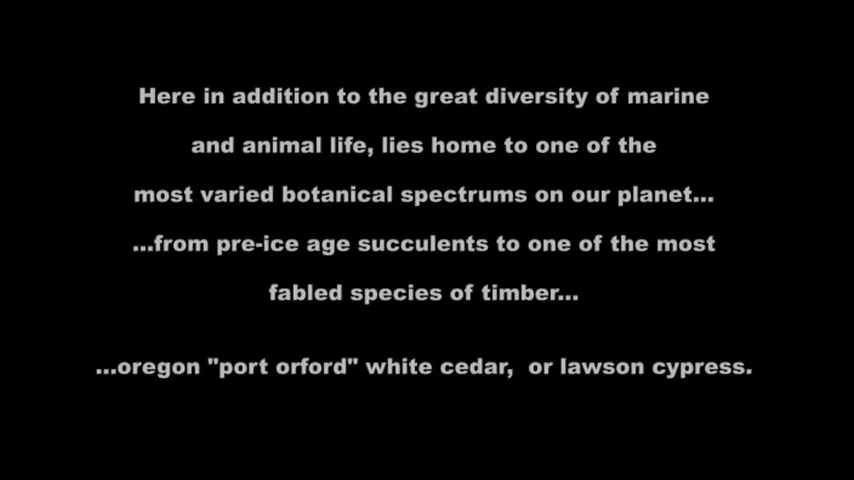 Here in addition to the great diversity of marine
and animal life, lies home to one of the
most varied botanical spectrums on our planet...
...from pre-ice age succulents to one of the most
fabled species of timber...
...oregon "port orford" white cedar,  or lawson cypress.